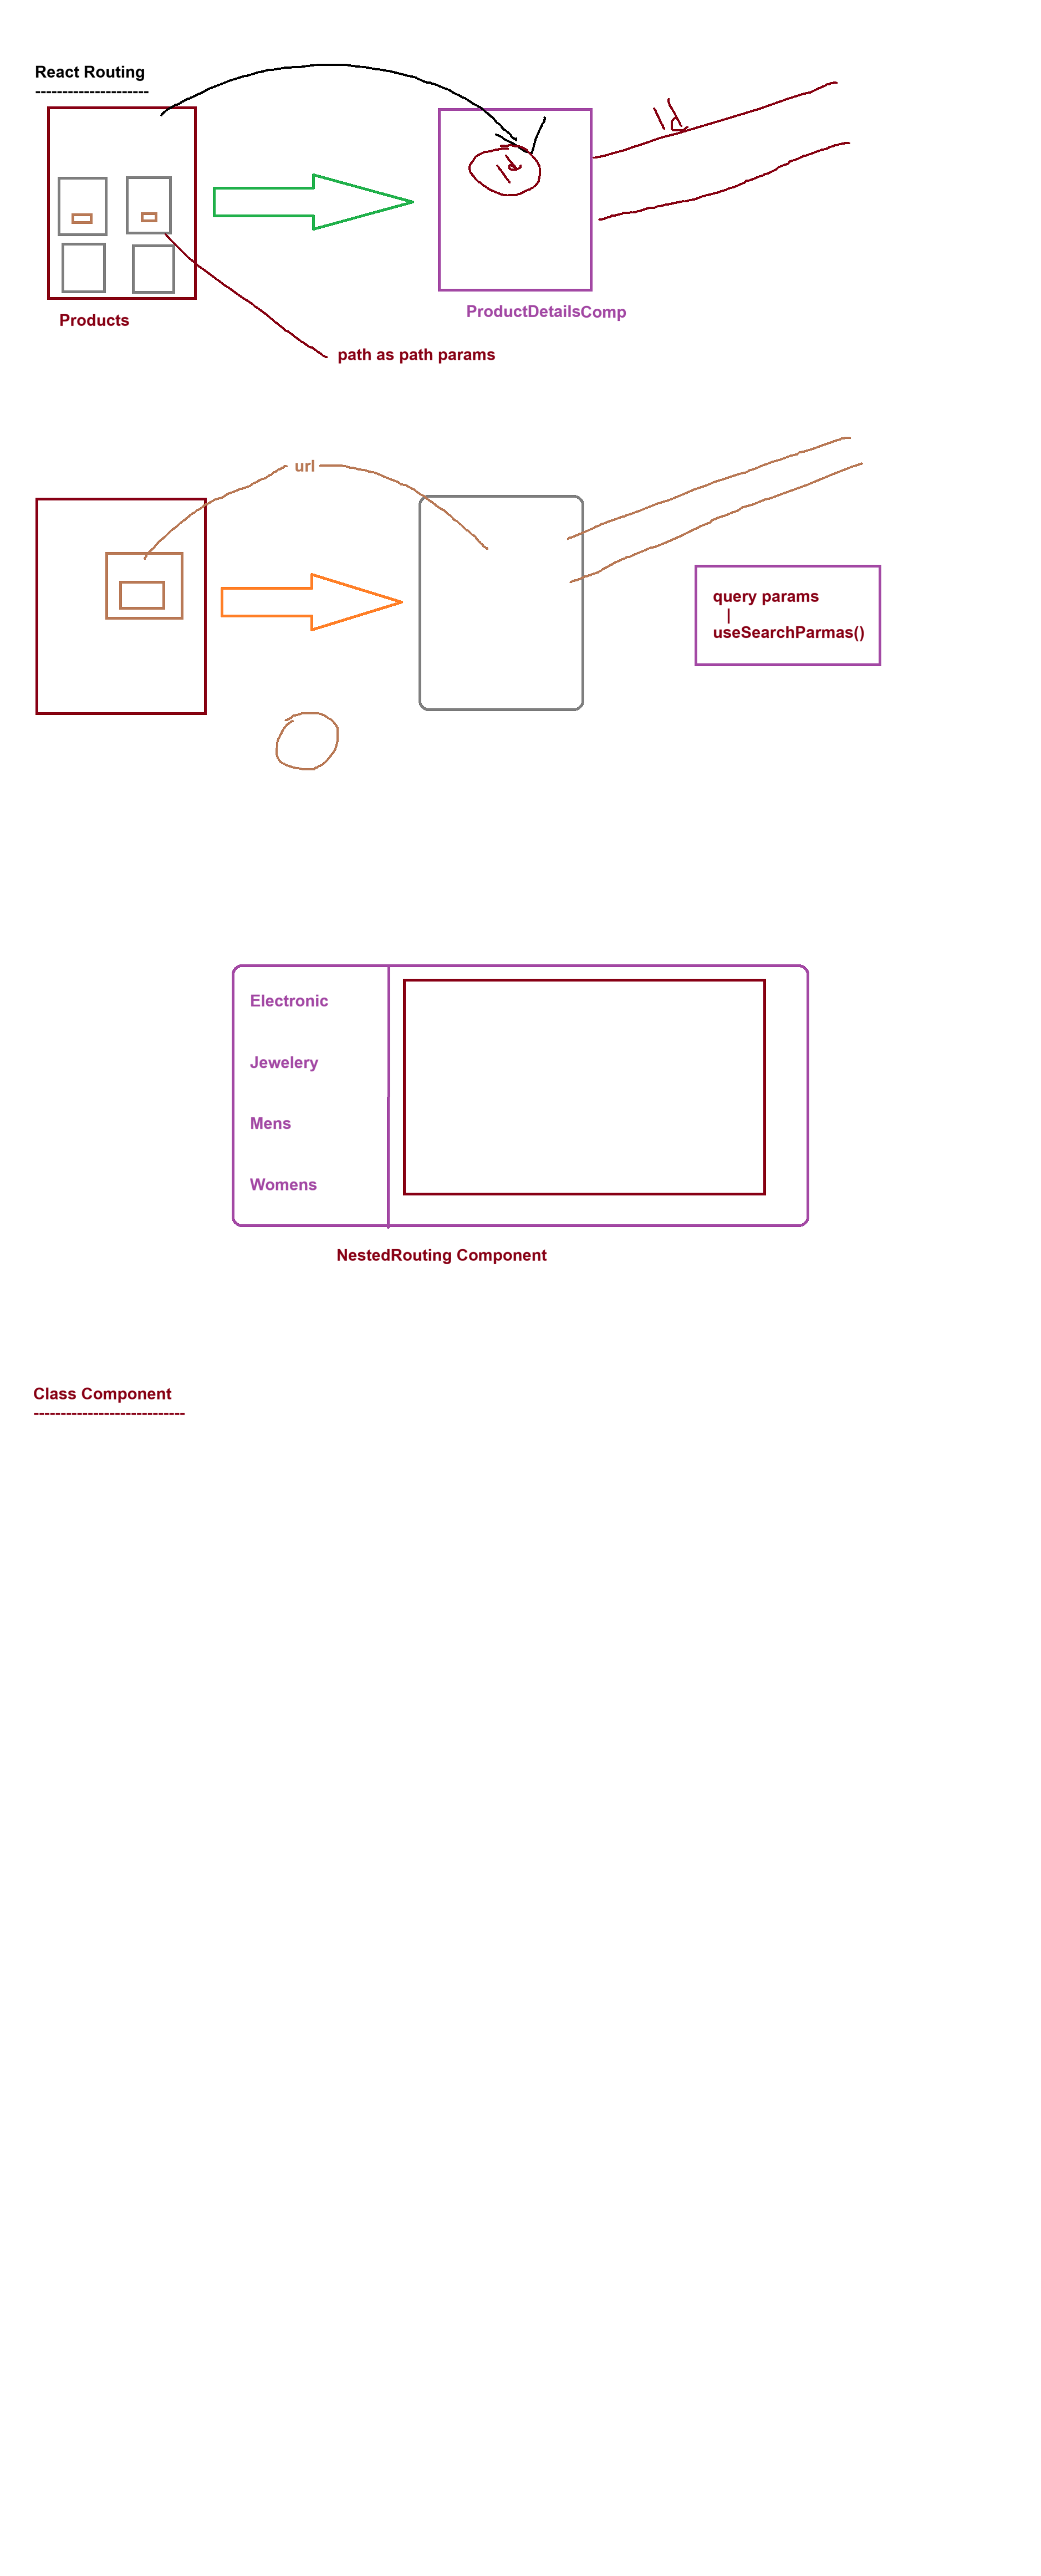 React Routing
---------------------
Id
Id
Products
ProductDetailsComp
path as path params
url
query params
|
useSearchParmas()
Electronic
Jewelery
Mens
Womens
NestedRouting Component
Class Component
----------------------------